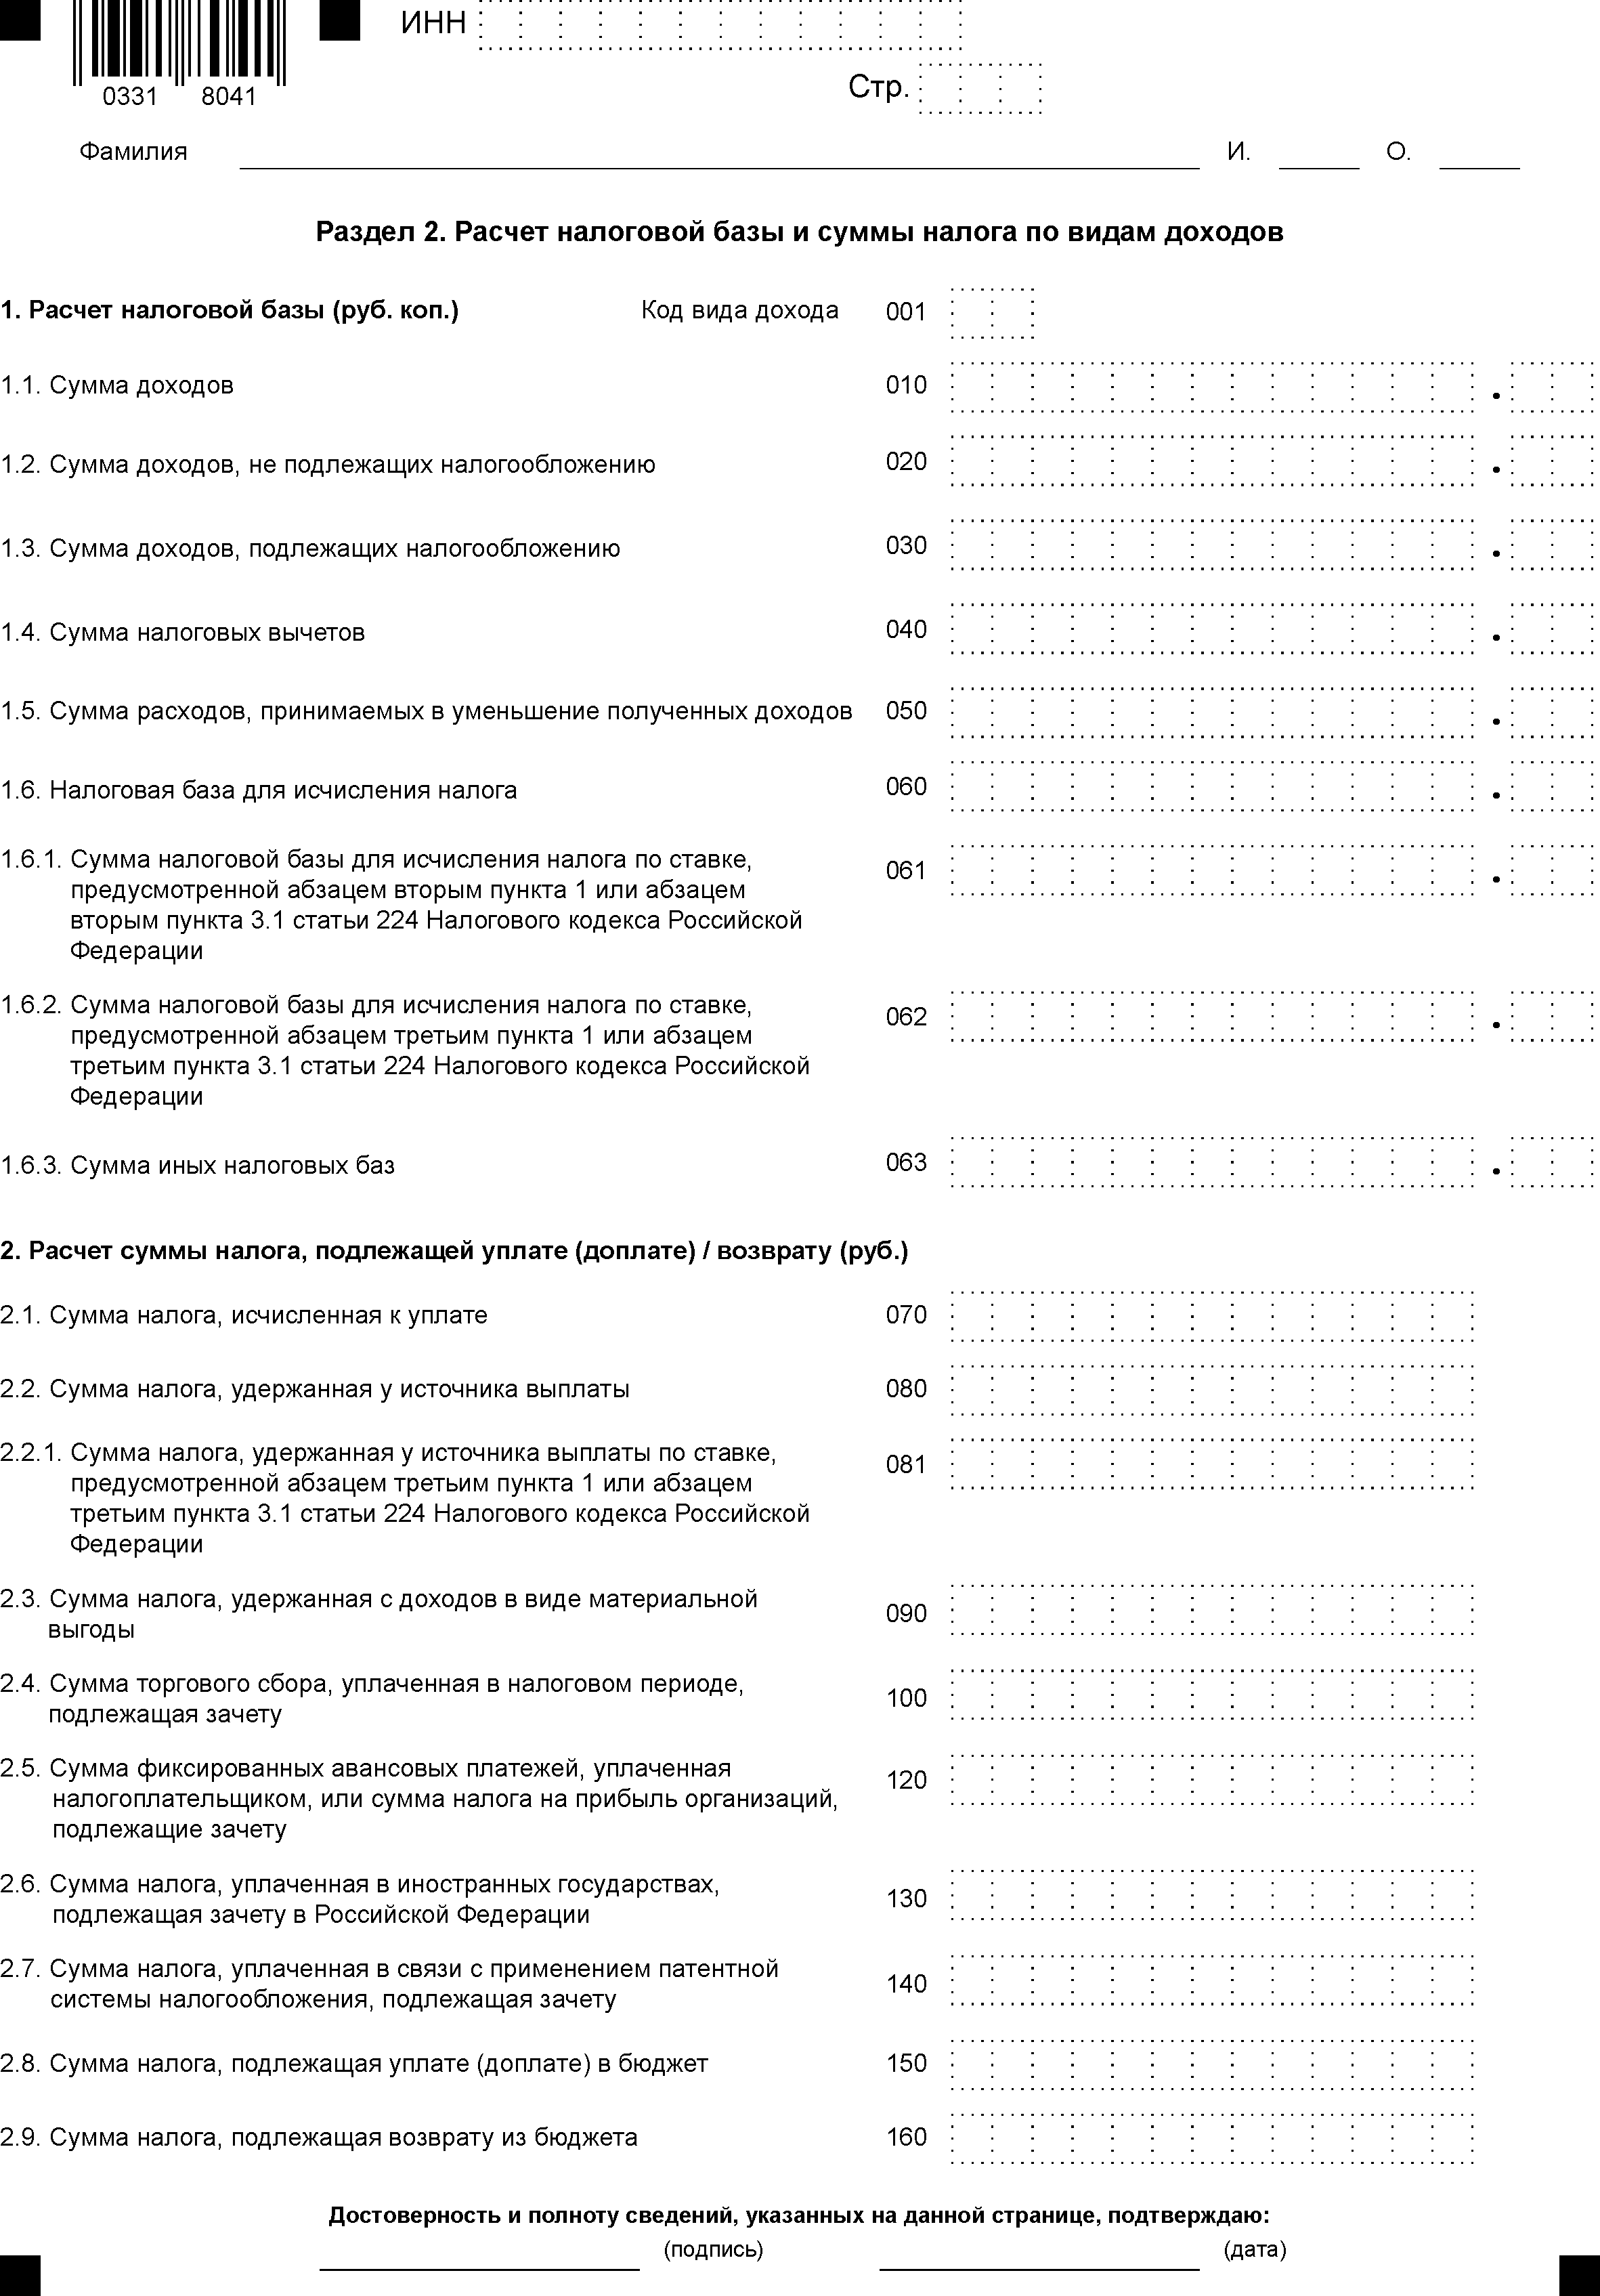 ИНН
0331 8041
Стр.
Фамилия И. О.
Раздел 2. Расчет налоговой базы и суммы налога по видам доходов
1. Расчет налоговой базы (руб. коп.) Код вида дохода 001
1.1. Сумма доходов 010 .
1.2. Сумма доходов, не подлежащих налогообложению 020 .
1.3. Сумма доходов, подлежащих налогообложению 030 .
1.4. Сумма налоговых вычетов 040 .
1.5. Сумма расходов, принимаемых в уменьшение полученных доходов 050 .
1.6. Налоговая база для исчисления налога 060 .
1.6.1. Сумма налоговой базы для исчисления налога по ставке, 061 .
предусмотренной абзацем вторым пункта 1 или абзацем
вторым пункта 3.1 статьи 224 Налогового кодекса Российской
Федерации
1.6.2. Сумма налоговой базы для исчисления налога по ставке, 062 .
предусмотренной абзацем третьим пункта 1 или абзацем
третьим пункта 3.1 статьи 224 Налогового кодекса Российской
Федерации
1.6.3. Сумма иных налоговых баз 063 .
2. Расчет суммы налога, подлежащей уплате (доплате) / возврату (руб.)
2.1. Сумма налога, исчисленная к уплате 070
2.2. Сумма налога, удержанная у источника выплаты 080
2.2.1. Сумма налога, удержанная у источника выплаты по ставке, 081
предусмотренной абзацем третьим пункта 1 или абзацем
третьим пункта 3.1 статьи 224 Налогового кодекса Российской
Федерации
2.3. Сумма налога, удержанная с доходов в виде материальной 090
выгоды
2.4. Сумма торгового сбора, уплаченная в налоговом периоде, 100
подлежащая зачету
2.5. Сумма фиксированных авансовых платежей, уплаченная 120
налогоплательщиком, или сумма налога на прибыль организаций,
подлежащие зачету
2.6. Сумма налога, уплаченная в иностранных государствах, 130
подлежащая зачету в Российской Федерации
2.7. Сумма налога, уплаченная в связи с применением патентной 140
системы налогообложения, подлежащая зачету
2.8. Сумма налога, подлежащая уплате (доплате) в бюджет 150
2.9. Сумма налога, подлежащая возврату из бюджета 160
Достоверность и полноту сведений, указанных на данной странице, подтверждаю:
(подпись) (дата)